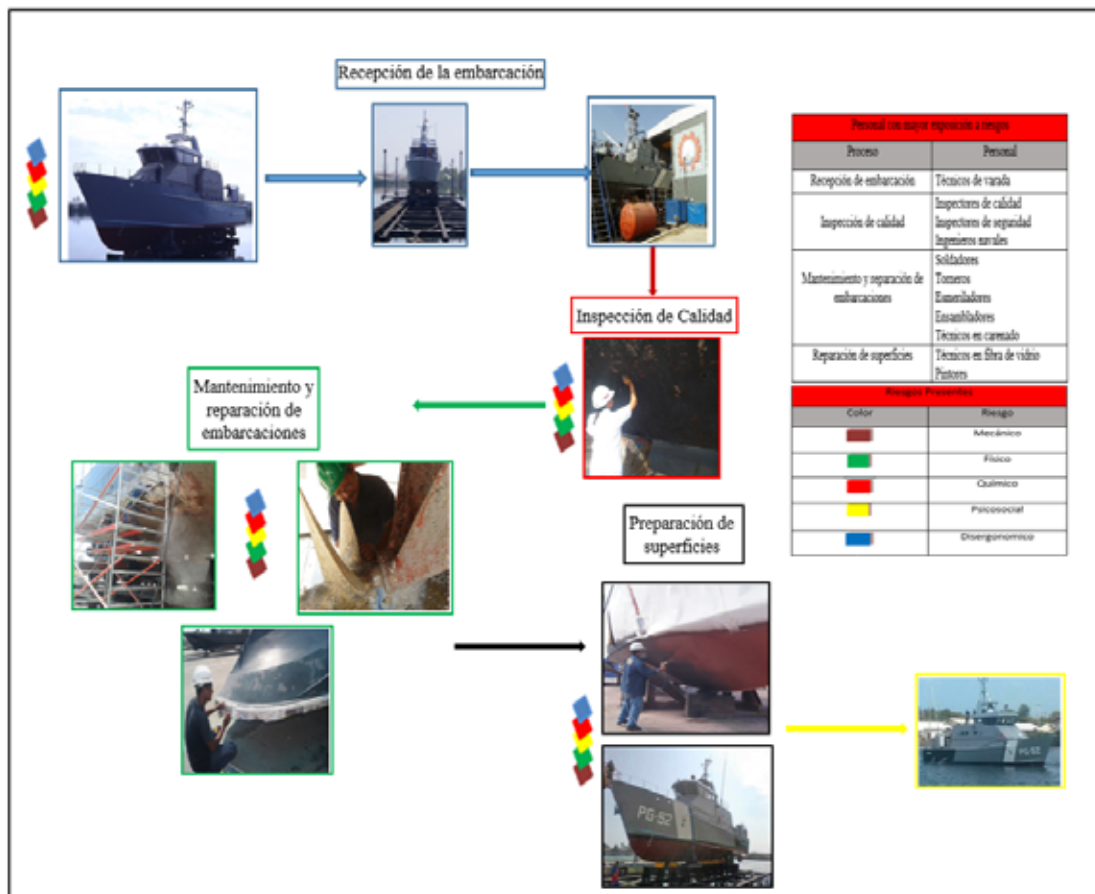 Recepción de la embarcación
Personal con mayor exposición a riesgos
Proceso Personal
Recepción de embarcación Técnicos de varada
Inspección de calidad Inspectores de calidad
Inspectores de seguridad
Ingenieros navales
Mantenimiento y reparación de embarcaciones Soldadores
Torneros
Esmeriladores
Ensambladores
Técnicos en carenado
Reparación de superficies Técnicos en fibra de vidrio
Pintores
Riesgos Presentes
Color Riesgo
Mecánico
Físico
Químico
Psicosocial
Disergonomico
Inspección de Calidad
Mantenimiento y
reparación de
embarcaciones
Preparación de
superficies
PG-52
PG-52